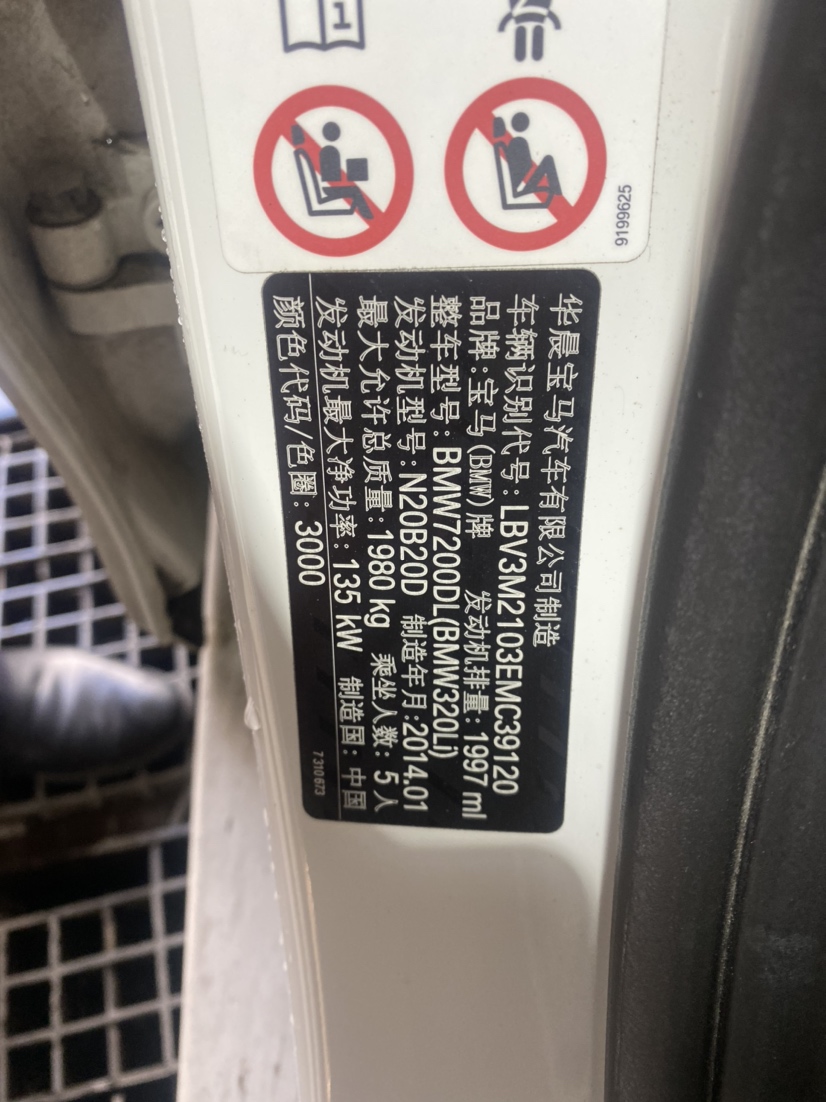 9199625
华晨宝马汽车有限公司制造
车辆识别代号: LBV3M2103EMC39120
品牌:宝马(BMW)牌 发动机排量: 1997 ml
整车型号: BMW7200DL(BMW320Li)
发动机型号:N20B20D 制造年月:2014.01
最大允许总质量: 1980 kg 乘坐人数: 5人
发动机最大净功率: 135 kW 制造国: 中国
颜色代码/色圈: 3000
7 310 673